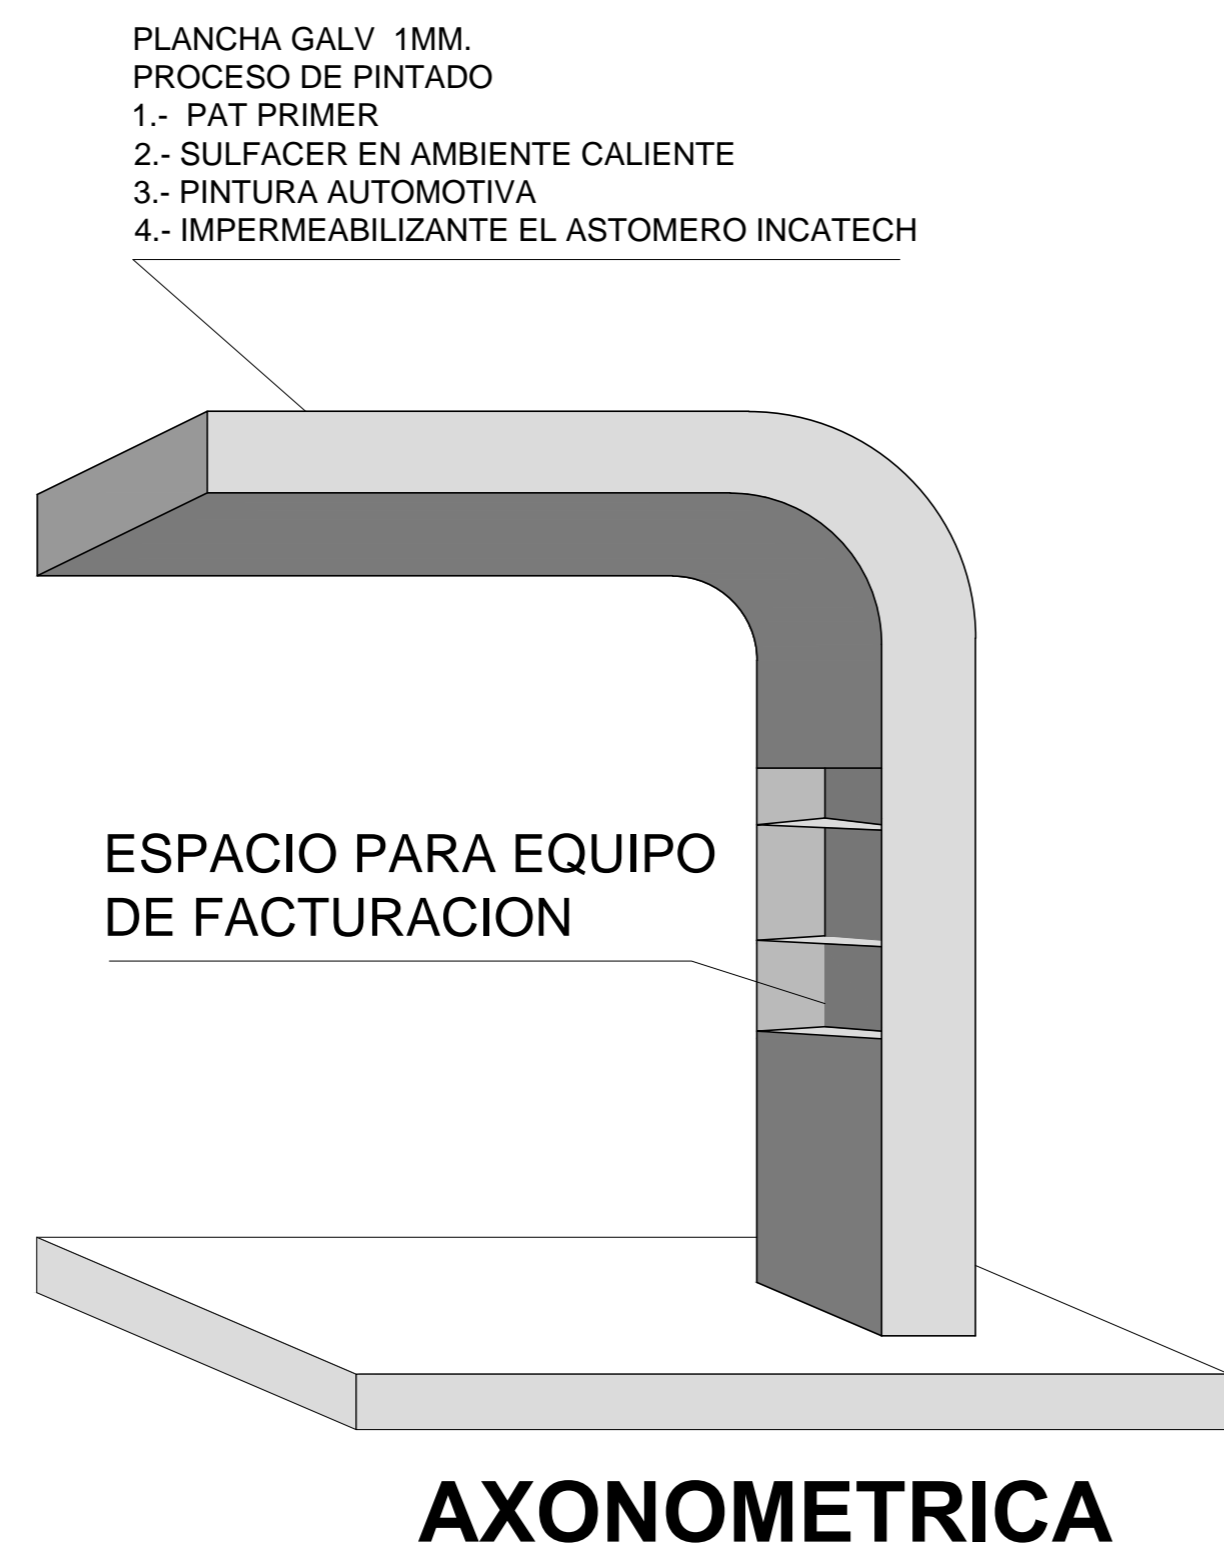 PLANCHA GALV 1MM.
PROCESO DE PINTADO
1.- PAT PRIMER
2.- SULFACER EN AMBIENTE CALIENTE
3.- PINTURA AUTOMOTIVA
4.- IMPERMEABILIZANTE EL ASTOMERO INCATECH
ESPACIO PARA EQUIPO
DE FACTURACION
AXONOMETRICA